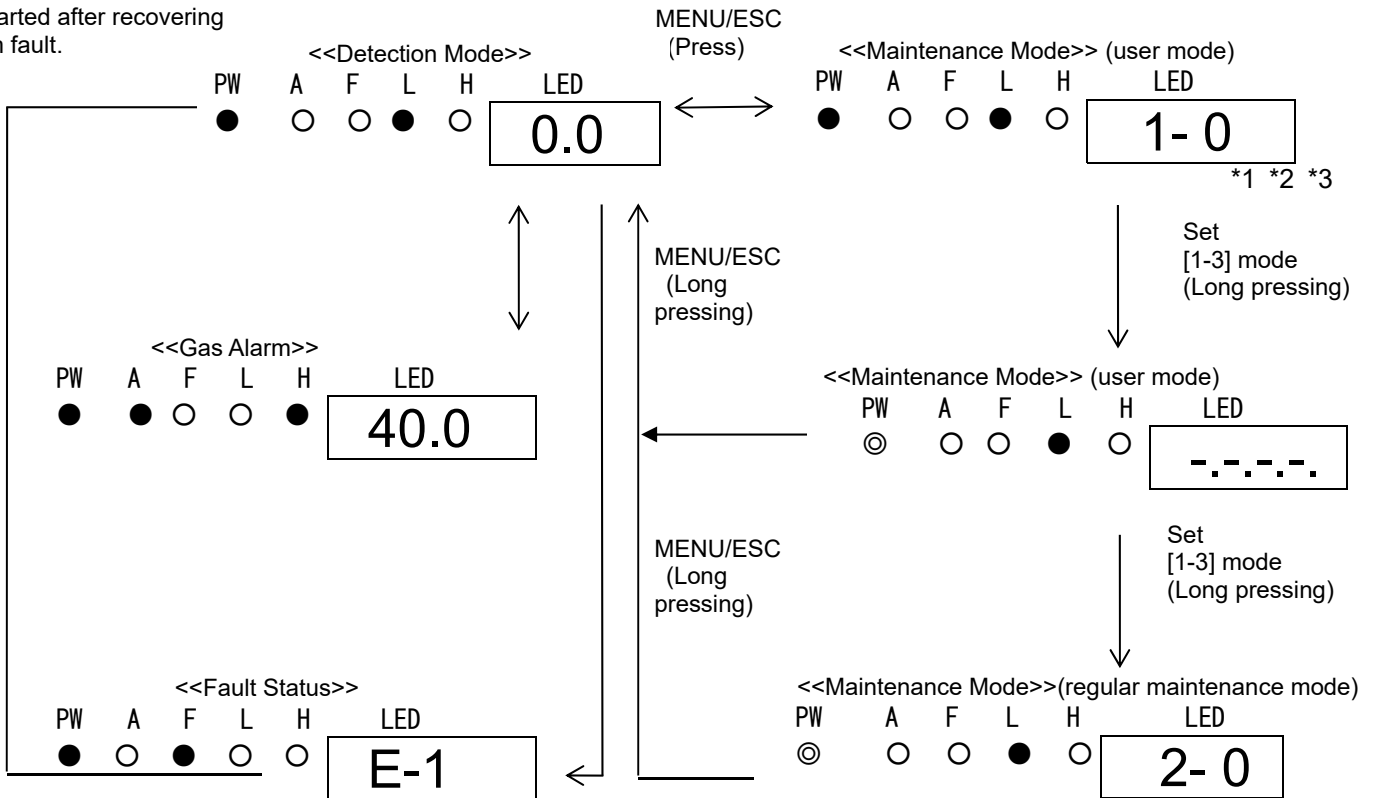 arted after recovering
fault.
MENU/ESC
(Press)
<<Detection Mode>>
PW A F L H LED
0.0
<<Maintenance Mode>> (user mode)
PW A F L H LED
1- 0
*1 *2 *3
Set
[1-3] mode
(Long pressing)
MENU/ESC
(Long
pressing)
<<Gas Alarm>>
PW A F L H LED
40.0
<<Maintenance Mode>> (user mode)
PW A F L H LED
-.-.-.-.
Set
[1-3] mode
(Long pressing)
MENU/ESC
(Long
pressing)
<<Fault Status>>
PW A F L H LED
E-1
<<Maintenance Mode>>(regular maintenance mode)
PW A F L H LED
2- 0